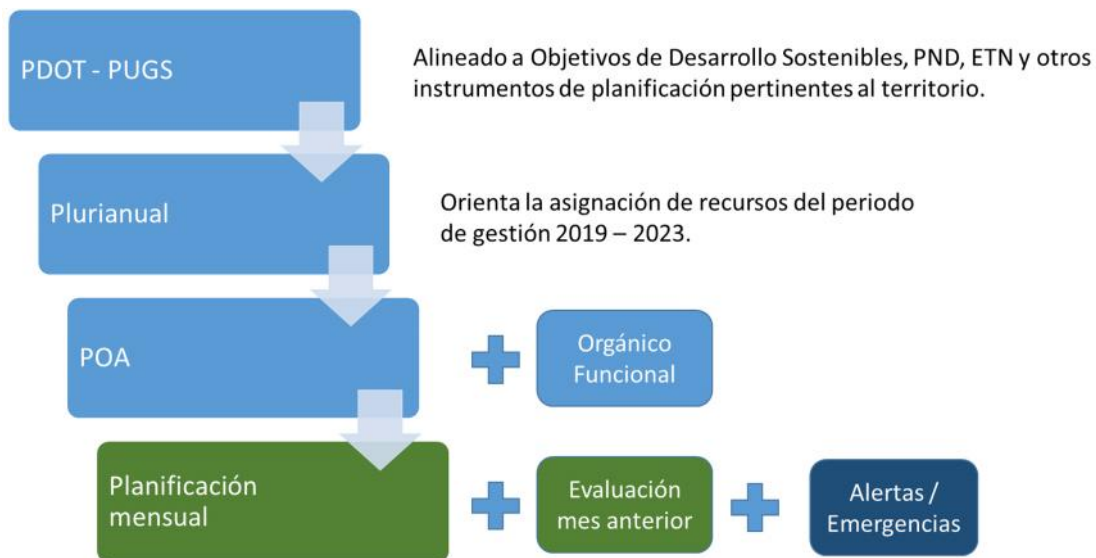 PDOT - PUGS
Alineado a Objetivos de Desarrollo Sostenibles, PND, ETN y otros
instrumentos de planificación pertinentes al territorio.
Plurianual
Orienta la asignación de recursos del periodo
de gestión 2019 – 2023.
POA
Orgánico
Funcional
Planificación
mensual
Evaluación
mes anterior
Alertas /
Emergencias